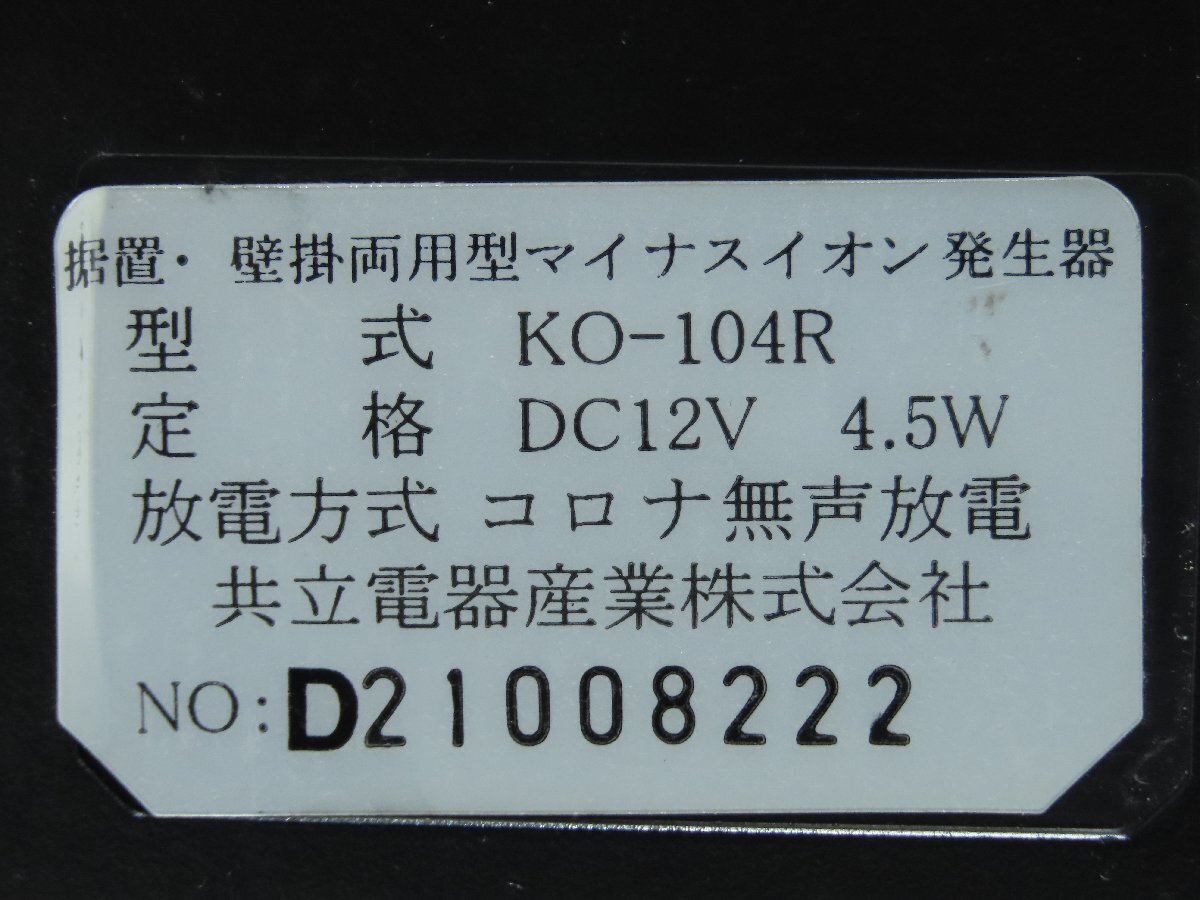 据置・壁掛両用型マイナスイオン発生器
型 式 KO-104R
定 格 DC12V 4.5W
放電方式 コロナ無声放電
共立電器産業株式会社
NO: D21008222